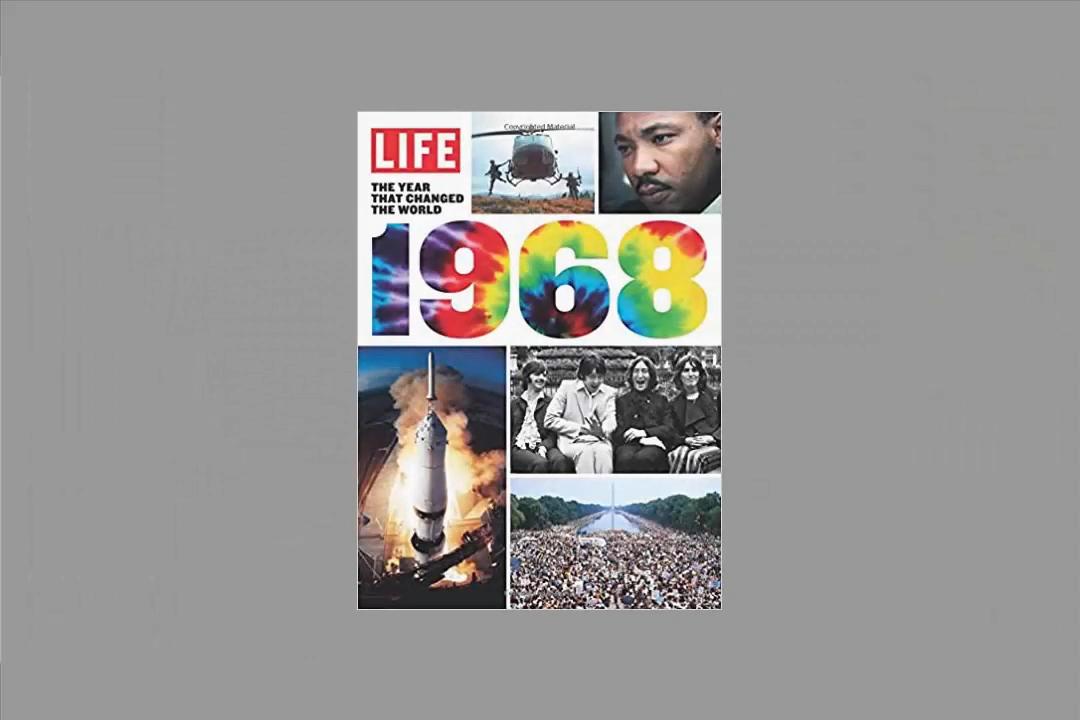 Copyrighted Material
LIFE
THE YEAR
THAT CHANGED
THE WORLD
1968